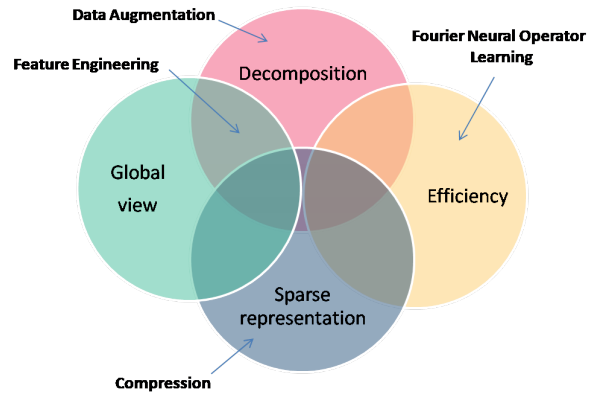 Data Augmentation
Fourier Neural Operator
Learning
Feature Engineering
Decomposition
Global
view
Efficiency
Sparse
representation
Compression